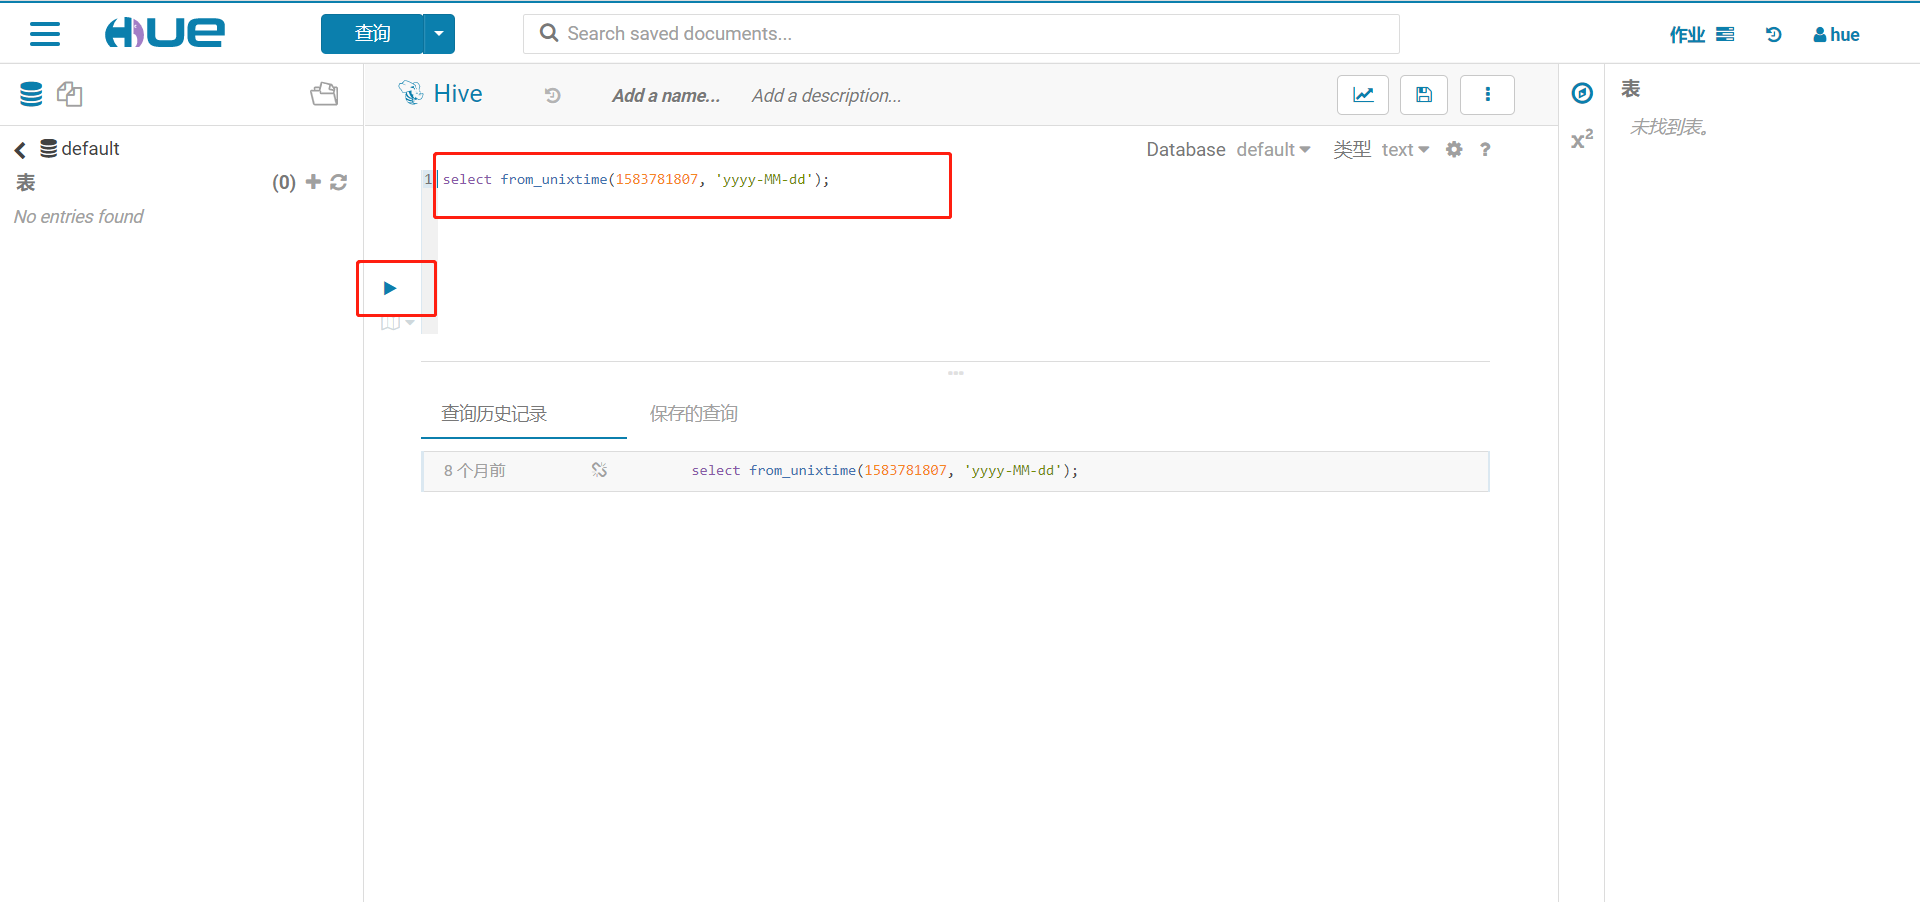 HUE
查询
Search saved documents...
作业
hue
Hive
Add a name...
Add a description...
表
未找到表。
default
表
(0)
No entries found
Database default
类型 text
?
x²
1 select from_unixtime(1583781807, 'yyyy-MM-dd');
查询历史记录
保存的查询
8 个月前
select from_unixtime(1583781807, 'yyyy-MM-dd');